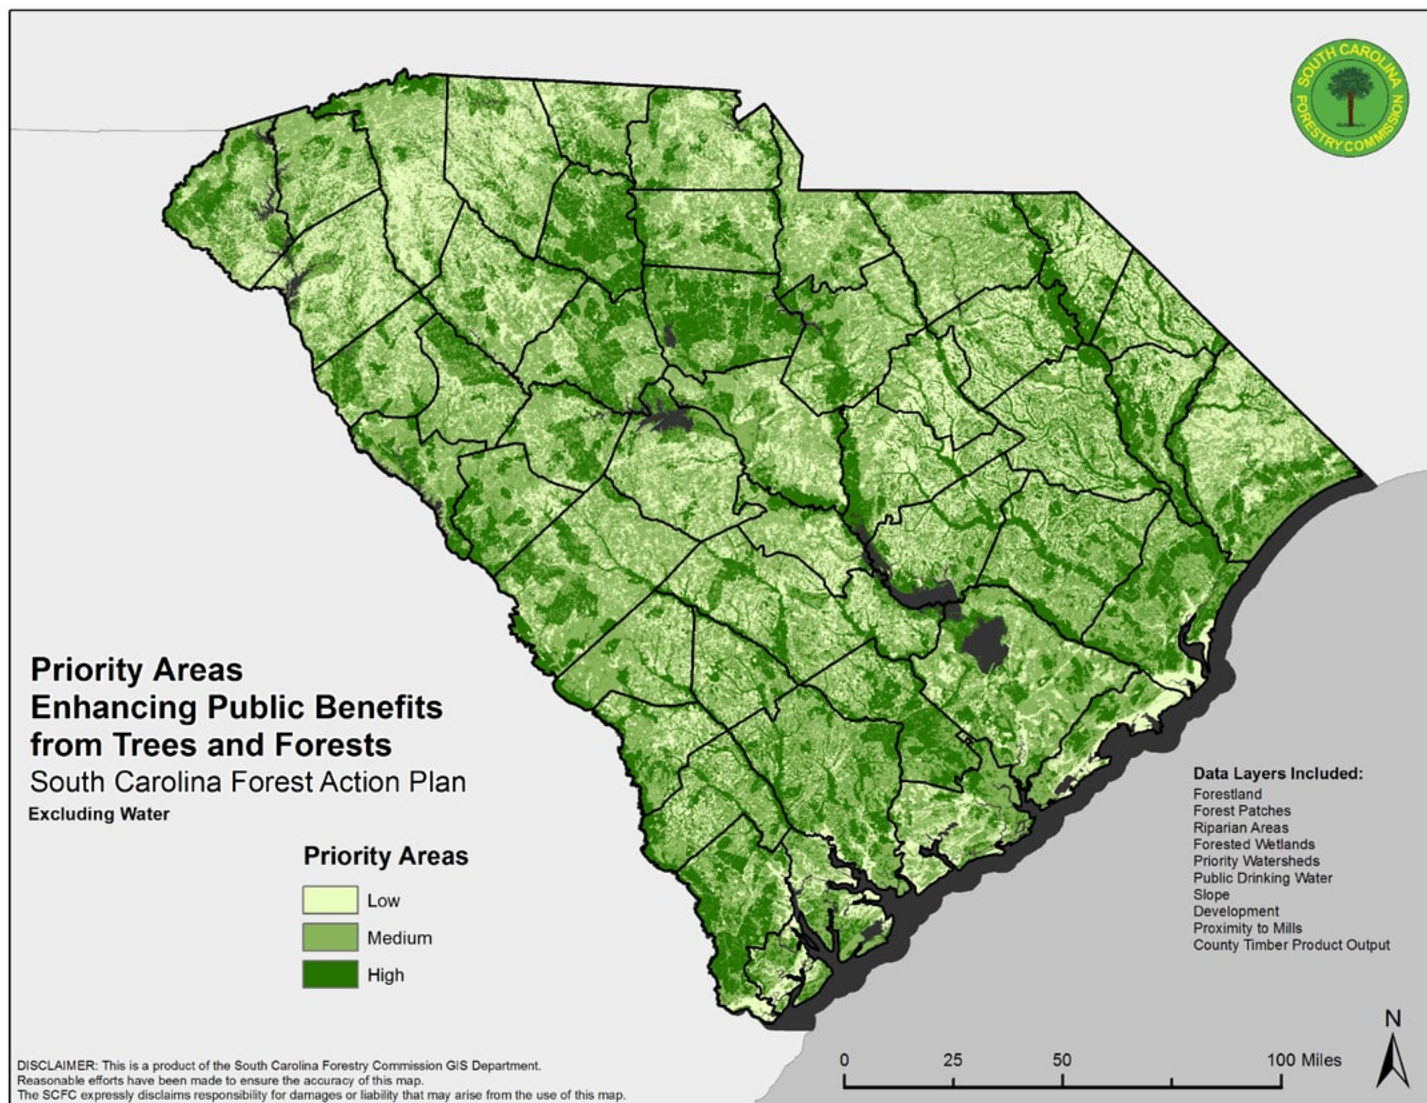 SOUTH CAROLINA
FORESTRY COMMISSION
Priority Areas
Enhancing Public Benefits
from Trees and Forests
South Carolina Forest Action Plan
Excluding Water
Priority Areas
Low
Medium
High
Data Layers Included:
Forestland
Forest Patches
Riparian Areas
Forested Wetlands
Priority Watersheds
Public Drinking Water
Slope
Development
Proximity to Mills
County Timber Product Output
N
0 25 50 100 Miles
DISCLAIMER: This is a product of the South Carolina Forestry Commission GIS Department.
Reasonable efforts have been made to ensure the accuracy of this map.
The SCFC expressly disclaims responsibility for damages or liability that may arise from the use of this map.